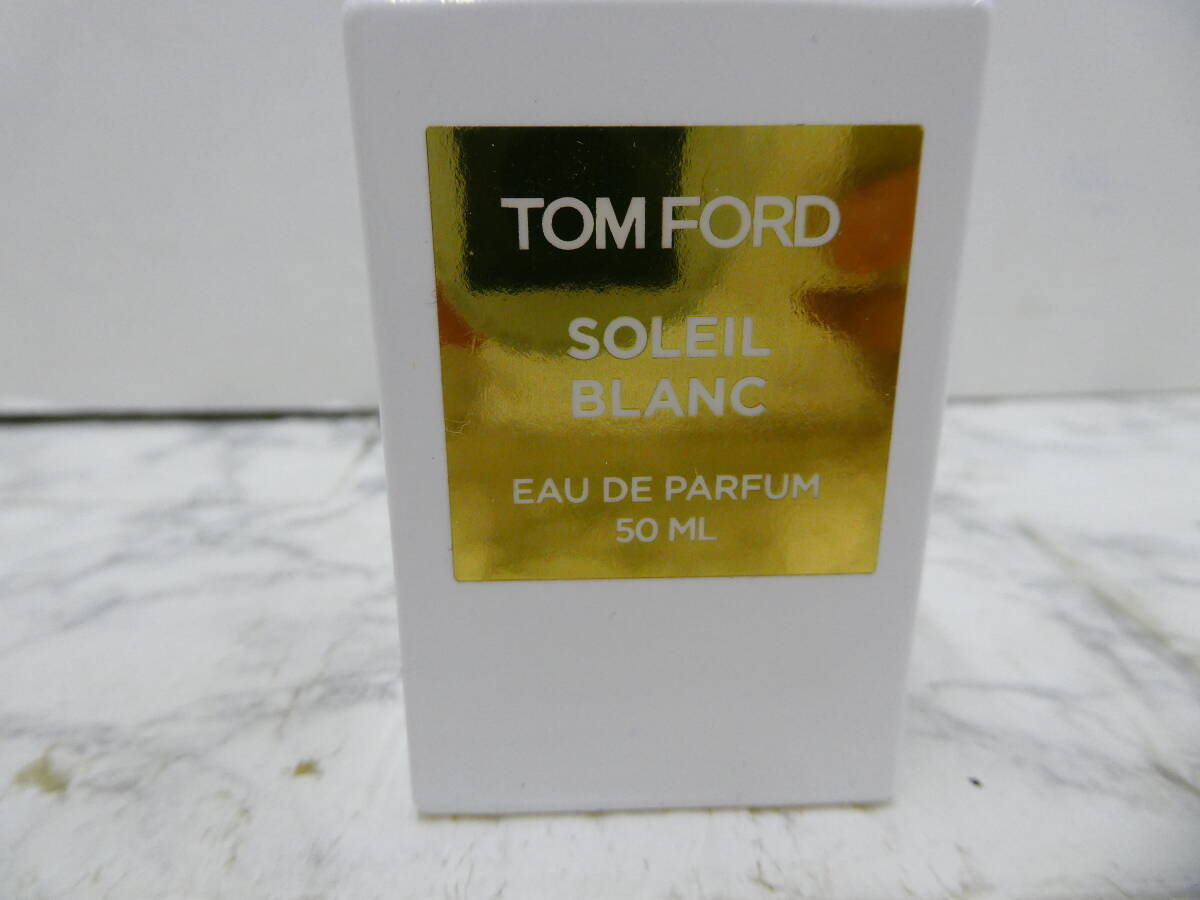 TOM FORD
SOLEIL
BLANC
EAU DE PARFUM
50 ML